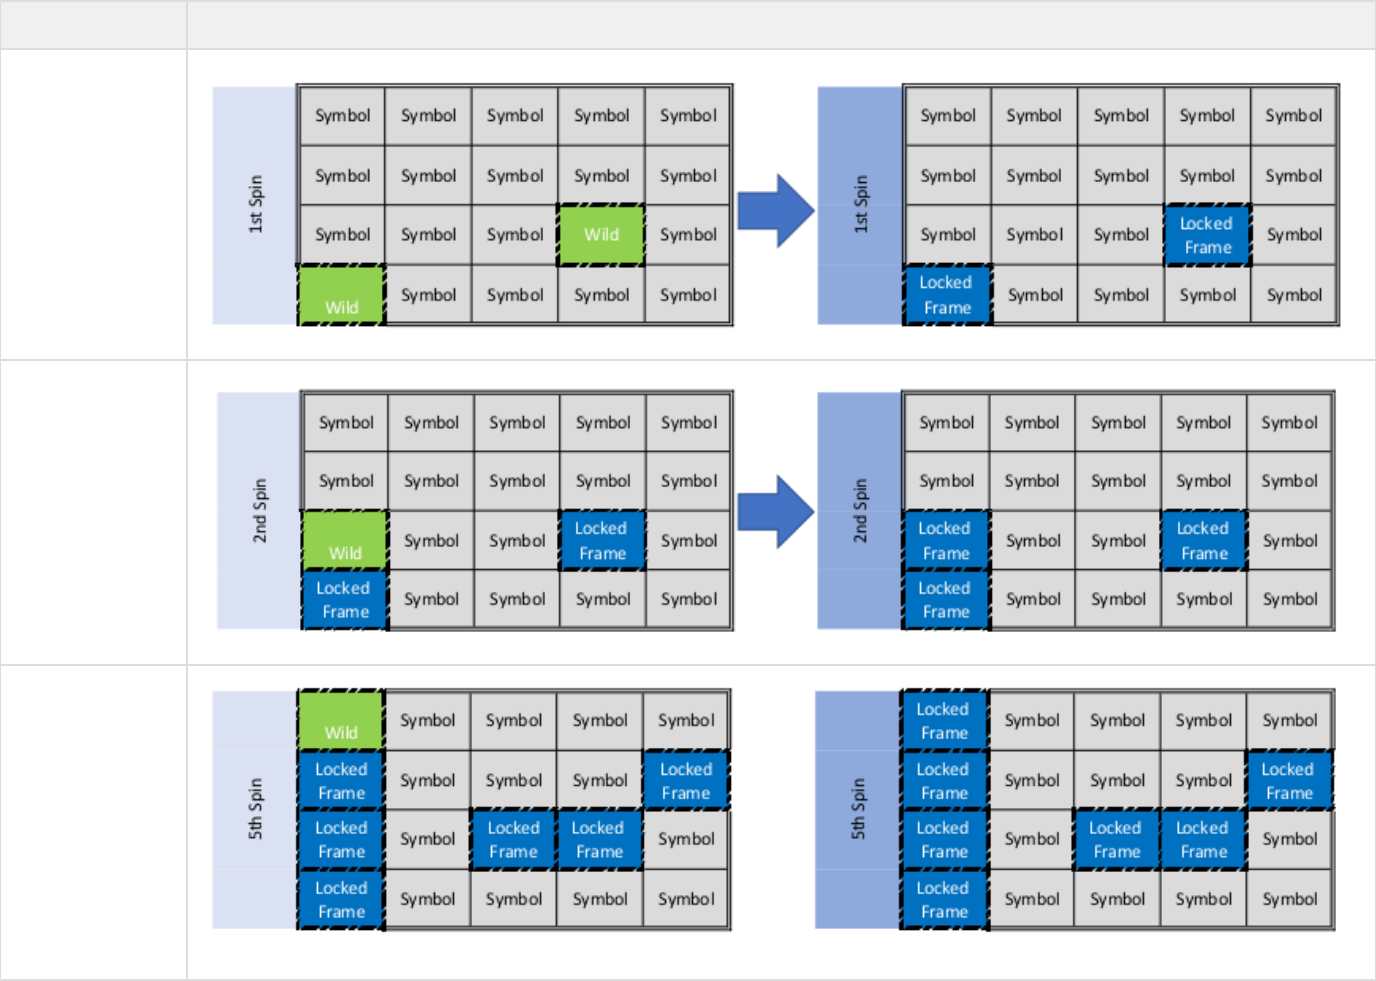 1st Spin
Symbol Symbol Symbol Symbol Symbol
Symbol Symbol Symbol Symbol Symbol
Symbol Symbol Symbol Wild Symbol
Wild Symbol Symbol Symbol Symbol
1st Spin
Symbol Symbol Symbol Symbol Symbol
Symbol Symbol Symbol Symbol Symbol
Symbol Symbol Symbol Locked Frame Symbol
Locked Frame Symbol Symbol Symbol Symbol
2nd Spin
Symbol Symbol Symbol Symbol Symbol
Symbol Symbol Symbol Symbol Symbol
Wild Symbol Symbol Locked Frame Symbol
Locked Frame Symbol Symbol Symbol Symbol
2nd Spin
Symbol Symbol Symbol Symbol Symbol
Symbol Symbol Symbol Symbol Symbol
Locked Frame Symbol Symbol Locked Frame Symbol
Locked Frame Symbol Symbol Symbol Symbol
5th Spin
Wild Symbol Symbol Symbol Symbol
Locked Frame Symbol Symbol Symbol Locked Frame
Locked Frame Symbol Locked Frame Locked Frame Symbol
Locked Frame Symbol Symbol Symbol Symbol
5th Spin
Locked Frame Symbol Symbol Symbol Symbol
Locked Frame Symbol Symbol Symbol Locked Frame
Locked Frame Symbol Locked Frame Locked Frame Symbol
Locked Frame Symbol Symbol Symbol Symbol